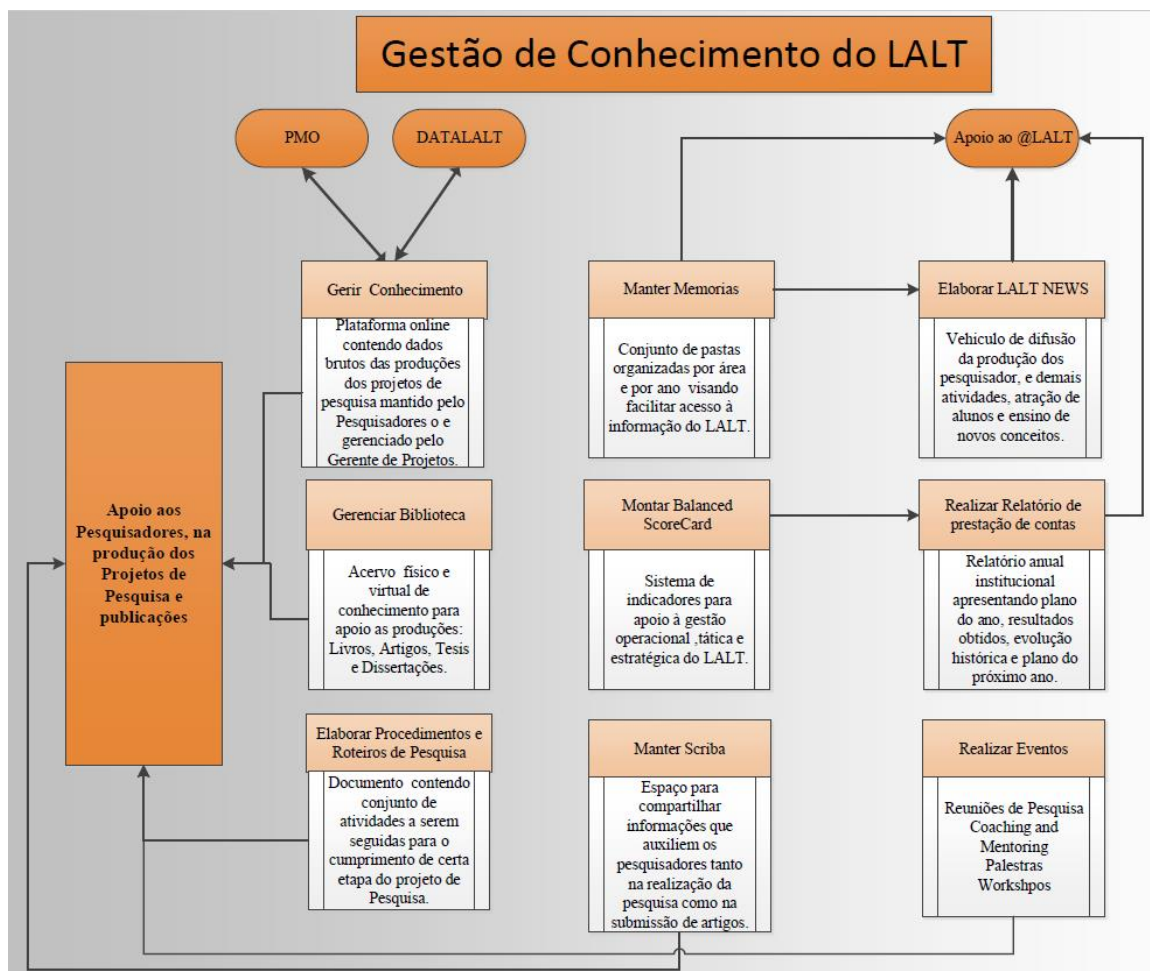 Gestão de Conhecimento do LALT
PMO
DATALALT
Apoio ao @LALT
Gerir Conhecimento
Plataforma online
contendo dados
brutos das produções
dos projetos de
pesquisa mantido pelo
Pesquisadores o e
gerenciado pelo
Gerente de Projetos.
Manter Memorias
Conjunto de pastas
organizadas por área
e por ano visando
facilitar acesso à
informação do LALT.
Elaborar LALT NEWS
Vehiculo de difusão
da produção dos
pesquisador, e demais
atividades, atração de
alunos e ensino de
novos conceitos.
Apoio aos
Pesquisadores, na
produção dos
Projetos de
Pesquisa e
publicações
Gerenciar Biblioteca
Acervo físico e
virtual de
conhecimento para
apoio as produções:
Livros, Artigos, Tesis
e Dissertações.
Montar Balanced
ScoreCard
Sistema de
indicadores para
apoio à gestão
operacional ,tática e
estratégica do LALT.
Realizar Relatório de
prestação de contas
Relatório anual
institucional
apresentando plano
do ano, resultados
obtidos, evolução
histórica e plano do
próximo ano.
Elaborar Procedimentos e
Roteiros de Pesquisa
Documento contendo
conjunto de
atividades a serem
seguidas para o
cumprimento de certa
etapa do projeto de
Pesquisa.
Manter Scriba
Espaço para
compartilhar
informações que
auxiliem os
pesquisadores tanto
na realização da
pesquisa como na
submissão de artigos.
Realizar Eventos
Reuniões de Pesquisa
Coaching and
Mentoring
Palestras
Workshpos